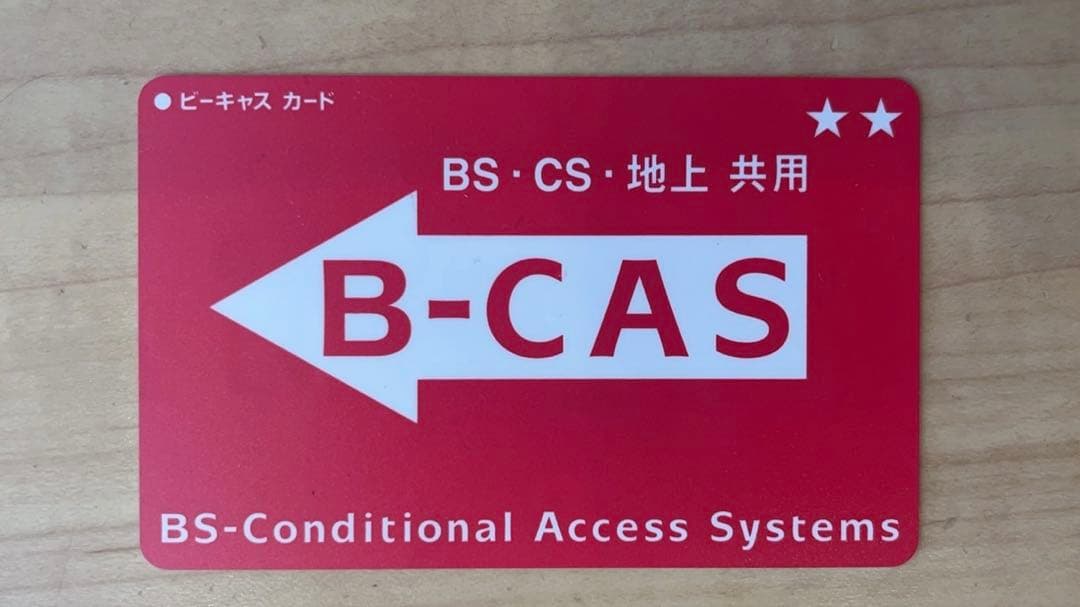 ● ビーキャス カード
★★
BS・CS・地上 共用
B-CAS
BS-Conditional Access Systems